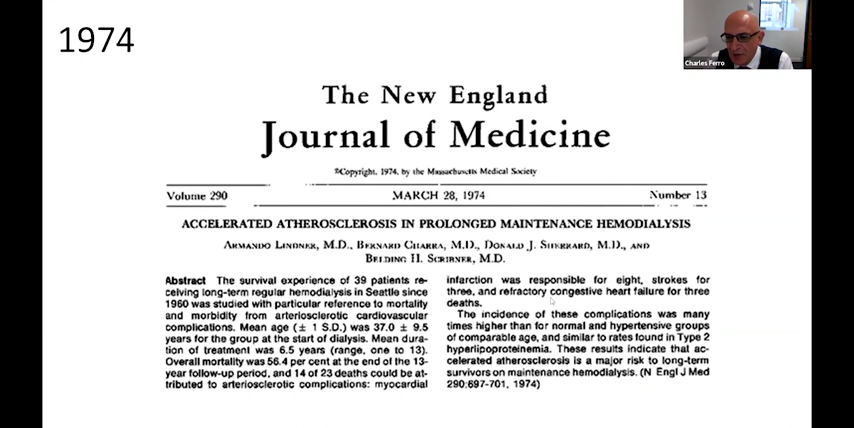 1974
Charles Ferro
The New England
Journal of Medicine
©Copyright, 1974, by the Massachusetts Medical Society
Volume 290 MARCH 28, 1974 Number 13
ACCELERATED ATHEROSCLEROSIS IN PROLONGED MAINTENANCE HEMODIALYSIS
Armando Lindner, M.D., Bernard Charra, M.D., Donald J. Sherrard, M.D., and
Belding H. Scribner, M.D.
Abstract The survival experience of 39 patients re-
ceiving long-term regular hemodialysis in Seattle since
1960 was studied with particular reference to mortality
and morbidity from arteriosclerotic cardiovascular
complications. Mean age (± 1 S.D.) was 37.0 ± 9.5
years for the group at the start of dialysis. Mean dura-
tion of treatment was 6.5 years (range, one to 13).
Overall mortality was 56.4 per cent at the end of the 13-
year follow-up period, and 14 of 23 deaths could be at-
tributed to arteriosclerotic complications: myocardial
infarction was responsible for eight, strokes for
three, and refractory congestive heart failure for three
deaths.
The incidence of these complications was many
times higher than for normal and hypertensive groups
of comparable age, and similar to rates found in Type 2
hyperlipoproteinemia. These results indicate that ac-
celerated atherosclerosis is a major risk to long-term
survivors on maintenance hemodialysis. (N Engl J Med
290:697-701, 1974)